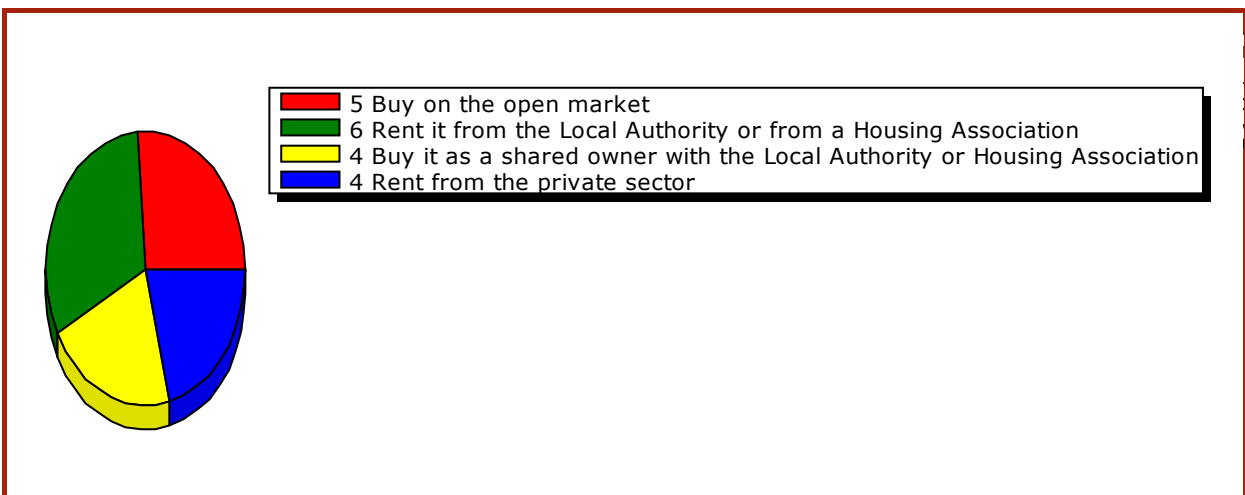 5 Buy on the open market
6 Rent it from the Local Authority or from a Housing Association
4 Buy it as a shared owner with the Local Authority or Housing Association
4 Rent from the private sector